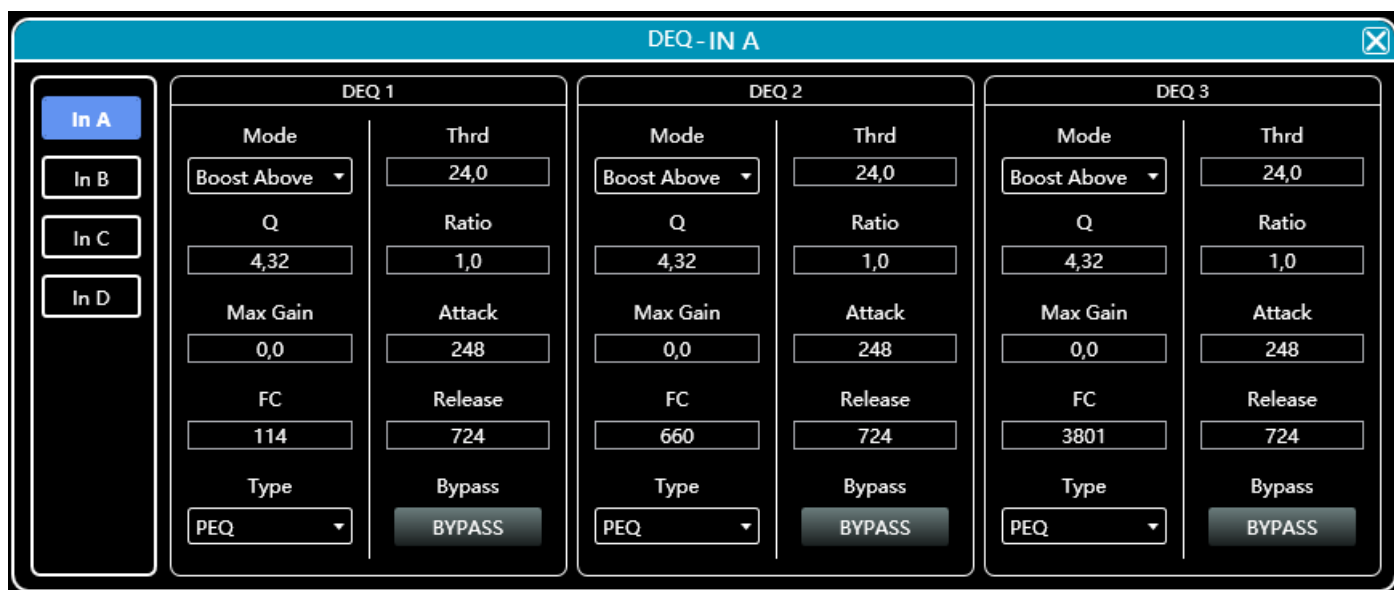 DEQ-IN A
In A
In B
In C
In D
DEQ 1
Mode Thrd
Boost Above 24,0
Q Ratio
4,32 1,0
Max Gain Attack
0,0 248
FC Release
114 724
Type Bypass
PEQ BYPASS
DEQ 2
Mode Thrd
Boost Above 24,0
Q Ratio
4,32 1,0
Max Gain Attack
0,0 248
FC Release
660 724
Type Bypass
PEQ BYPASS
DEQ 3
Mode Thrd
Boost Above 24,0
Q Ratio
4,32 1,0
Max Gain Attack
0,0 248
FC Release
3801 724
Type Bypass
PEQ BYPASS